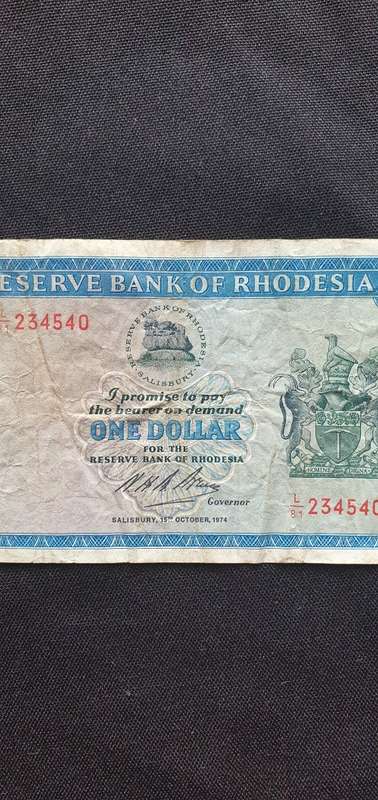 ESERVE BANK OF RHODESIA
234540
RESERVE BANK OF RHODESIA
SALISBURY
I promise to pay
the bearer on demand
ONE DOLLAR
FOR THE
RESERVE BANK OF RHODESIA
Governor
SALISBURY, 15TH OCTOBER, 1974
L/81 234540